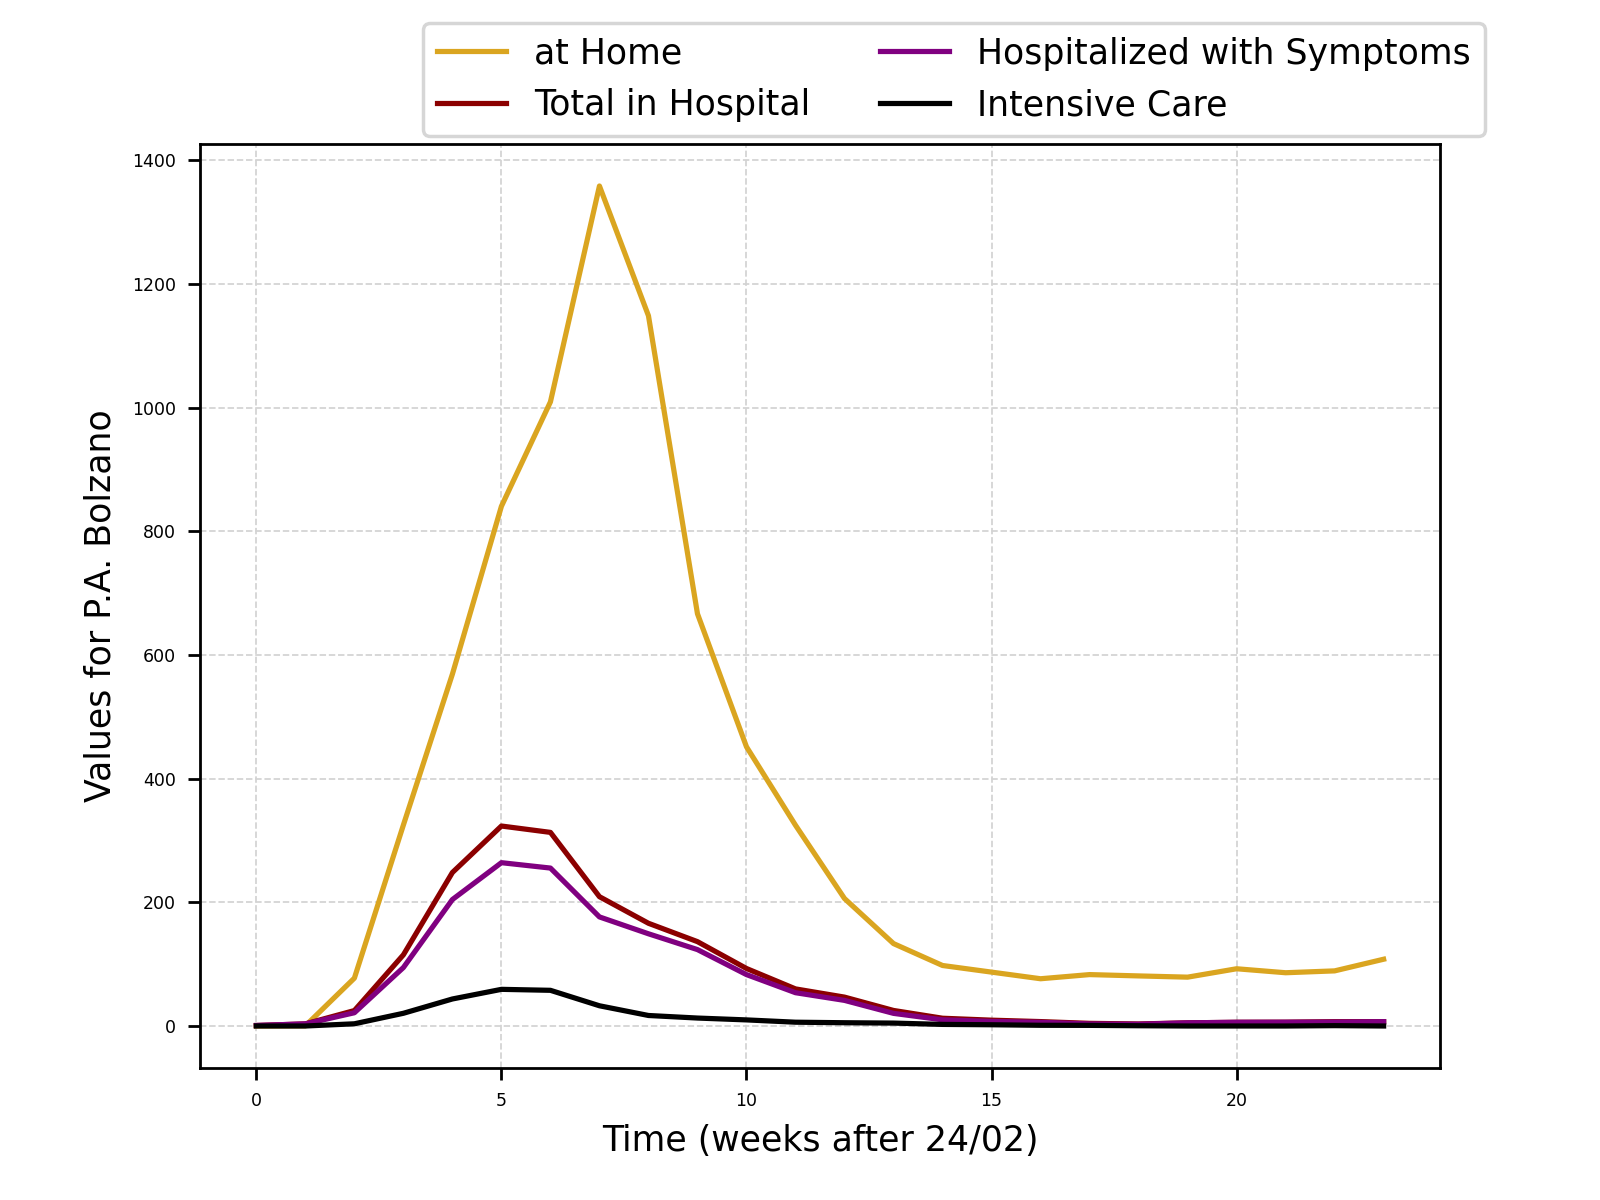 at Home
Total in Hospital
Hospitalized with Symptoms
Intensive Care
Values for P.A. Bolzano
1400
1200
1000
800
600
400
200
0
0 5 10 15 20
Time (weeks after 24/02)